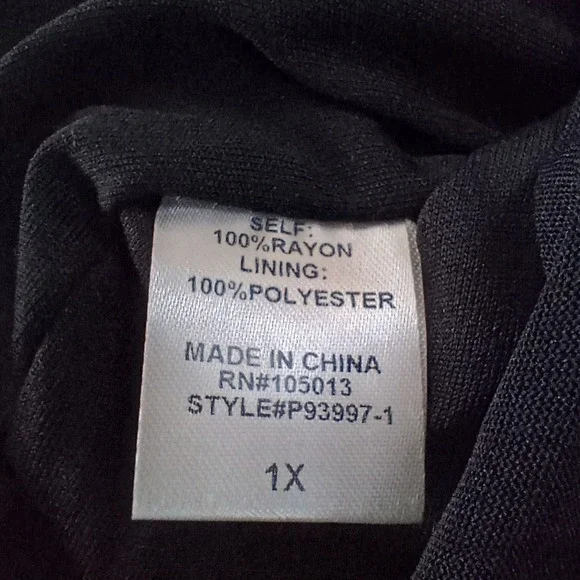 SELF:
100%RAYON
LINING:
100%POLYESTER
MADE IN CHINA
RN#105013
STYLE#P93997-1
1X